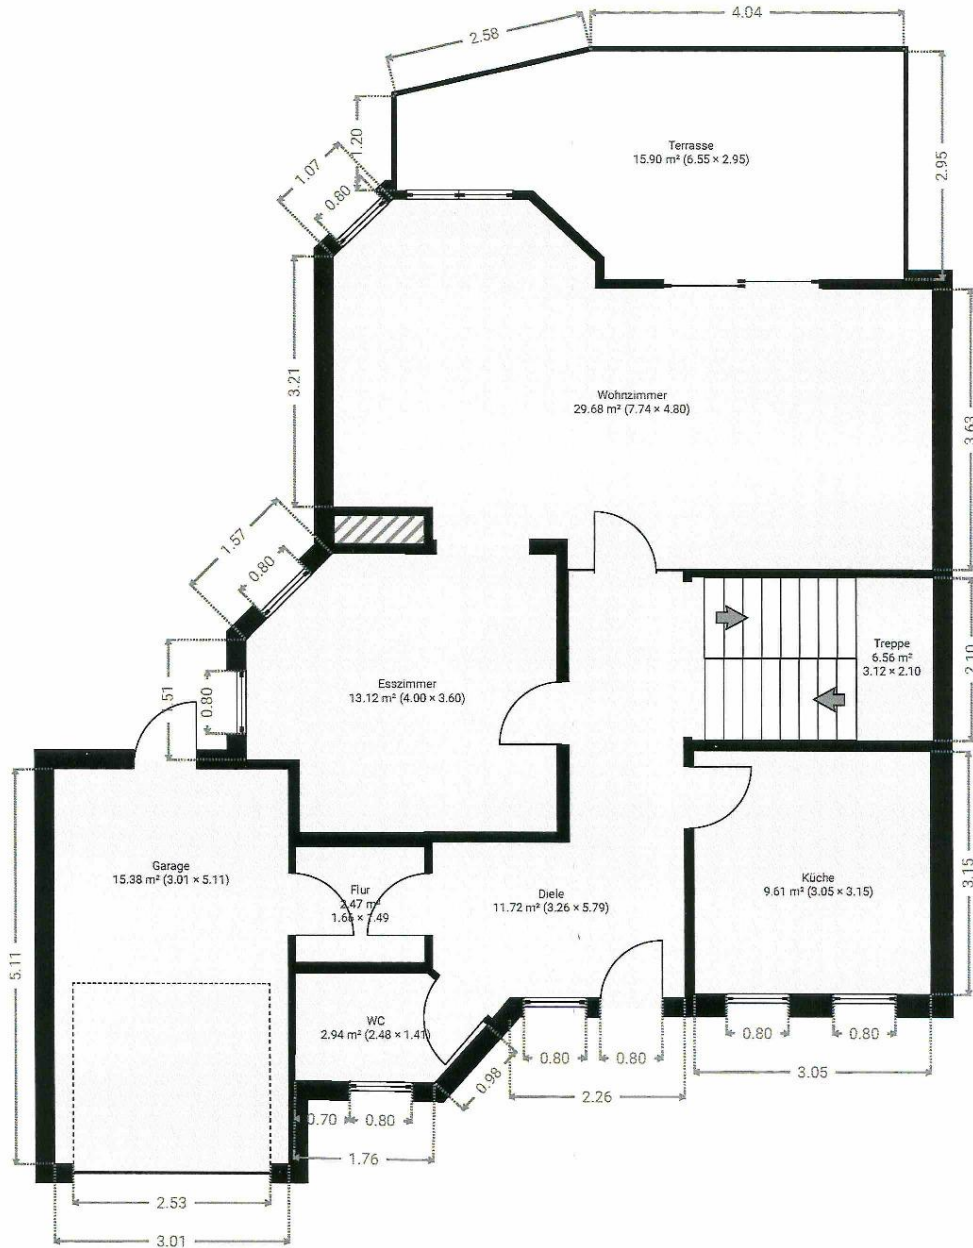 4.04
2.58
1.20
Terrasse
15.90 m² (6.55 × 2.95)
2.95
1.07
0.80
3.21
Wohnzimmer
29.68 m² (7.74 × 4.80)
3.63
1.57
0.80
Treppe
6.56 m²
3.12 × 2.10
2.10
Esszimmer
13.12 m² (4.00 × 3.60)
0.80
Garage
15.38 m² (3.01 × 5.11)
Flur
2.47 m²
Diele
11.72 m² (3.26 × 5.79)
Küche
9.61 m² (3.05 × 3.15)
3.15
5.11
WC
2.94 m² (2.48 × 1.41)
0.98
0.80
0.80
0.80
0.80
3.05
2.26
0.70
0.80
1.76
2.53
3.01